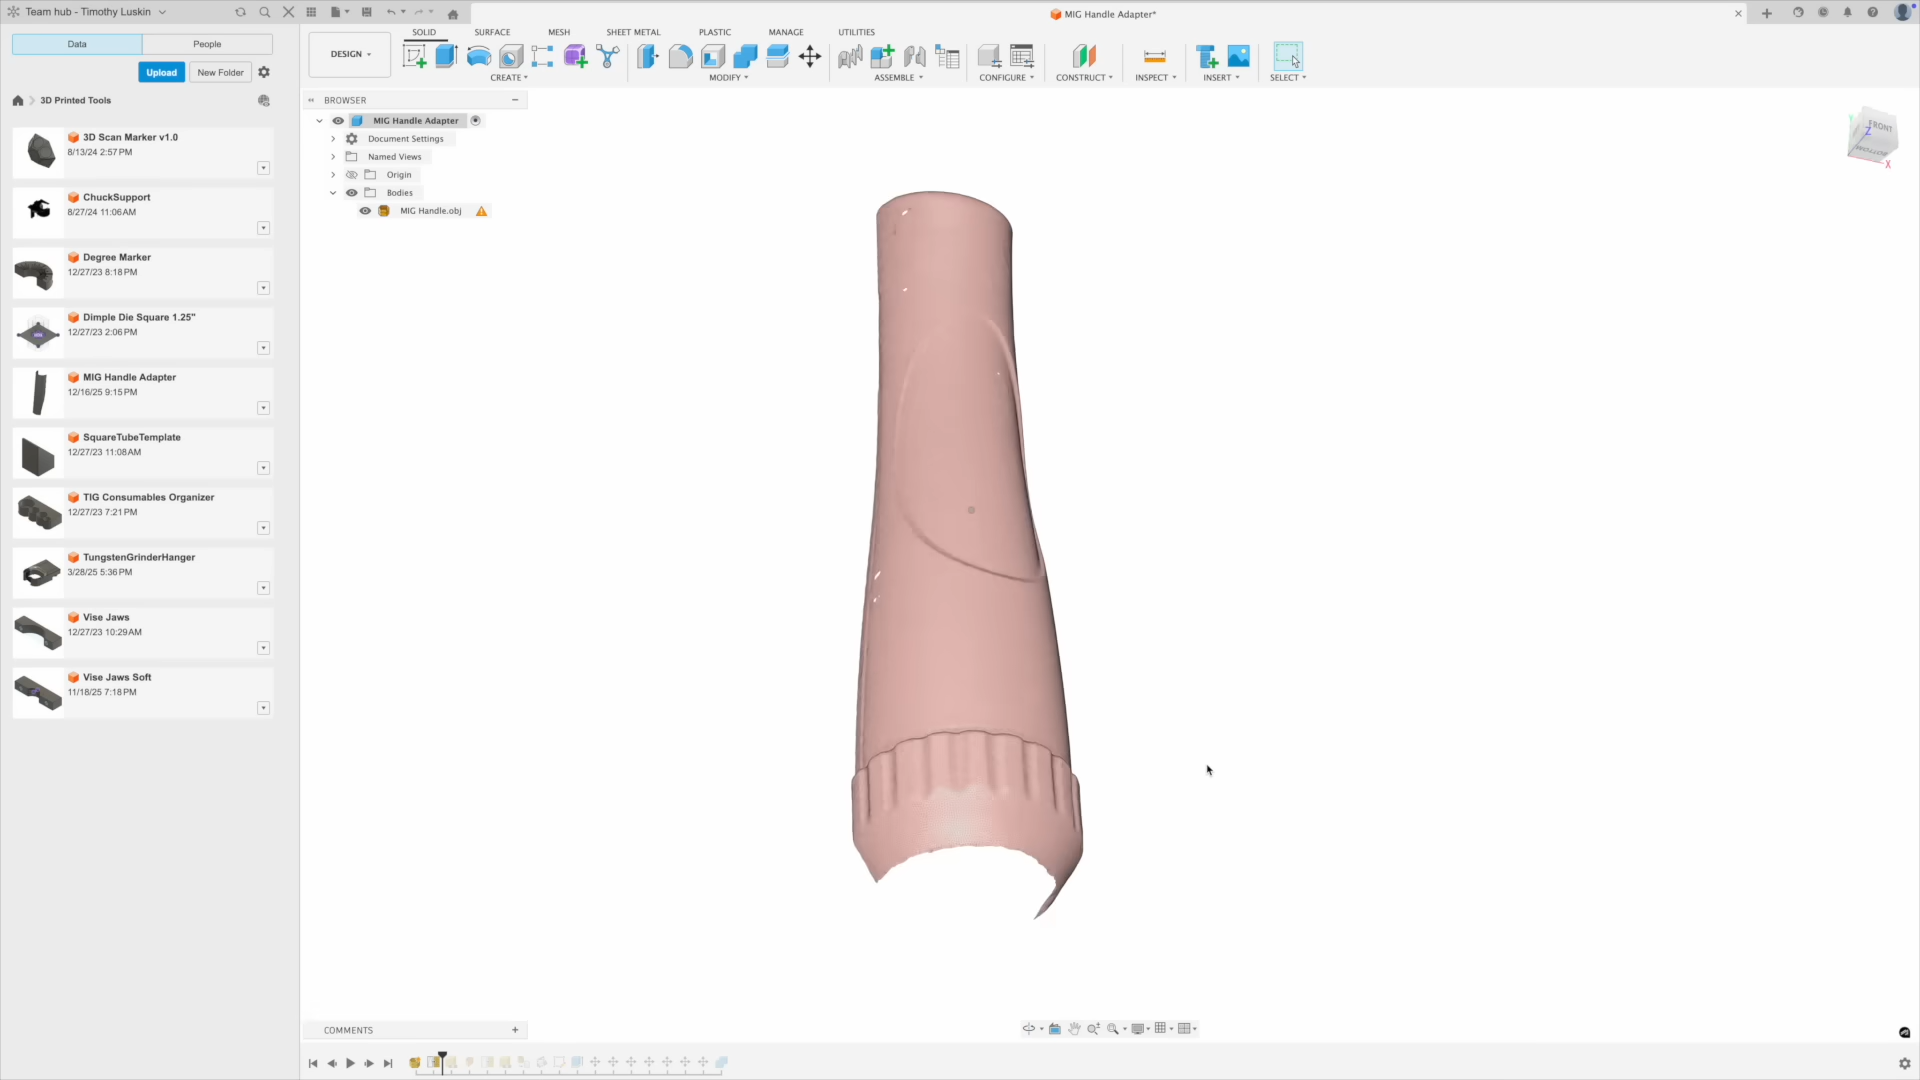 Team hub - Timothy Luskin
MIG Handle Adapter*
Data
People
Upload
New Folder
3D Printed Tools
3D Scan Marker v1.0
8/13/24 2:57 PM
ChuckSupport
8/27/24 11:06 AM
Degree Marker
12/27/23 8:18 PM
Dimple Die Square 1.25"
12/27/23 2:06 PM
MIG Handle Adapter
12/16/25 9:15 PM
SquareTubeTemplate
12/27/23 11:08 AM
TIG Consumables Organizer
12/27/23 7:21 PM
TungstenGrinderHanger
3/28/25 5:36 PM
Vise Jaws
12/27/23 10:29 AM
Vise Jaws Soft
11/18/25 7:18 PM
DESIGN
SOLID
SURFACE
MESH
SHEET METAL
PLASTIC
MANAGE
UTILITIES
CREATE
MODIFY
ASSEMBLE
CONFIGURE
CONSTRUCT
INSPECT
INSERT
SELECT
BROWSER
MIG Handle Adapter
Document Settings
Named Views
Origin
Bodies
MIG Handle.obj
FRONT
Z
BOTTOM
X
COMMENTS